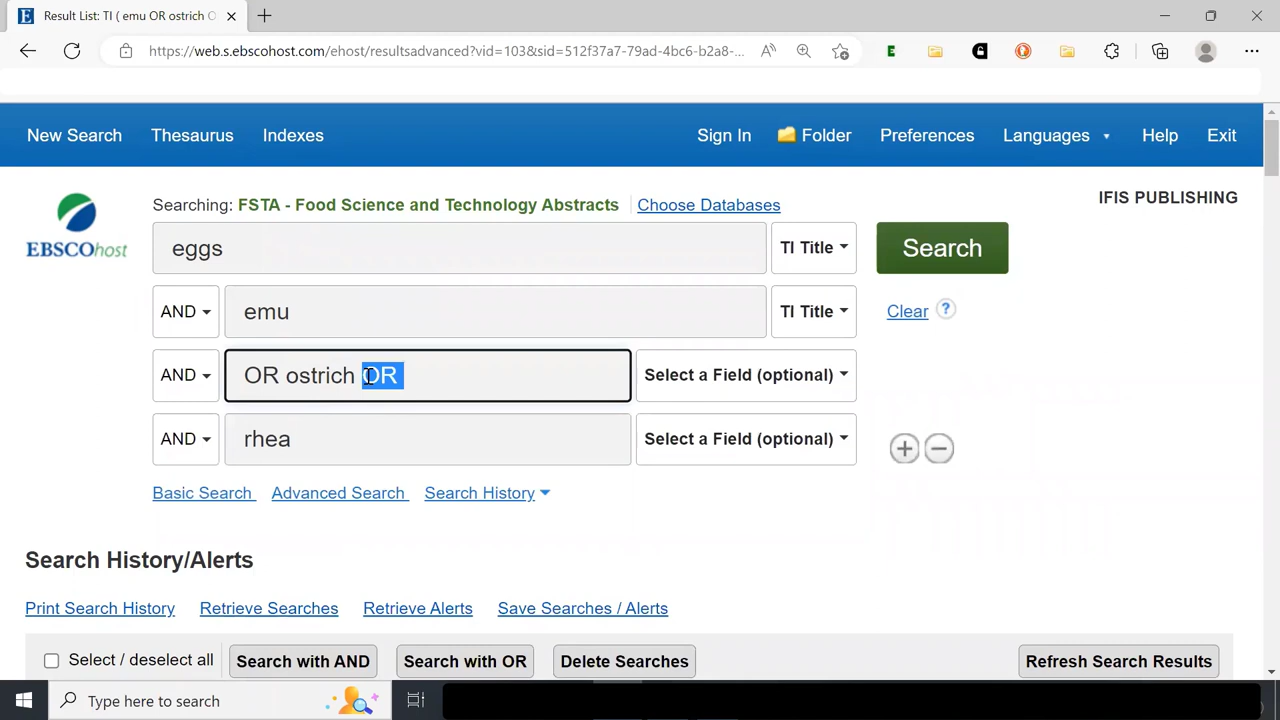 Result List: TI ( emu OR ostrich O
https://web.s.ebscohost.com/ehost/resultsadvanced?vid=103&sid=512f37a7-79ad-4bc6-b2a8-...
New Search Thesaurus Indexes Sign In Folder Preferences Languages Help Exit
IFIS PUBLISHING
Searching: FSTA - Food Science and Technology Abstracts Choose Databases
EBSCOhost
eggs TI Title Search
AND emu TI Title Clear ?
AND OR ostrich OR Select a Field (optional)
AND rhea Select a Field (optional)
Basic Search Advanced Search Search History
Search History/Alerts
Print Search History Retrieve Searches Retrieve Alerts Save Searches / Alerts
Select / deselect all Search with AND Search with OR Delete Searches Refresh Search Results
Type here to search